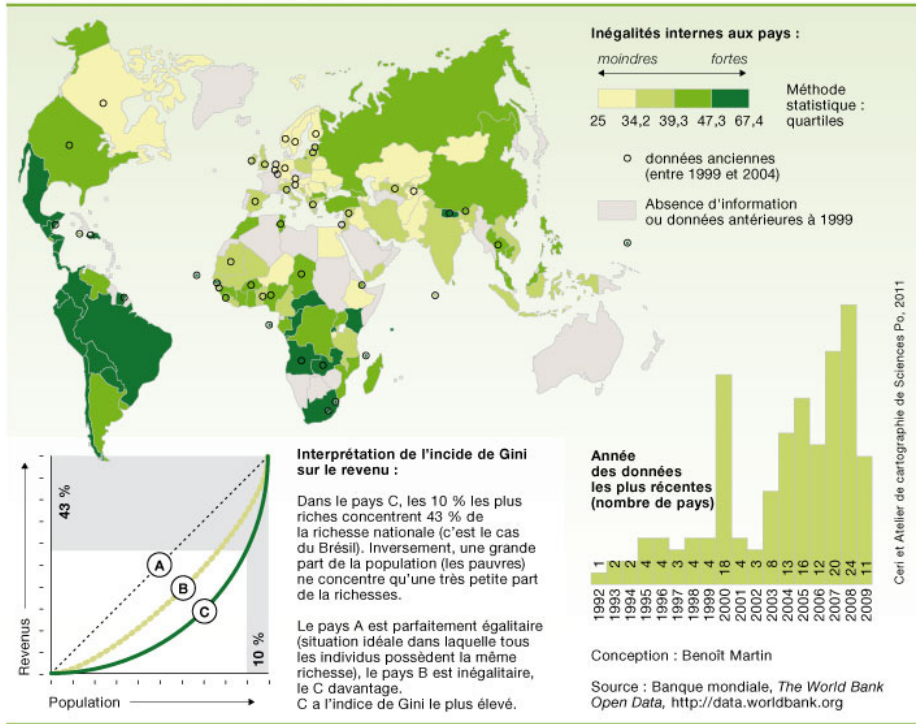 Inégalités internes aux pays :
moindres
fortes
25
34,2
39,3
47,3
67,4
Méthode
statistique :
quartiles
données anciennes
(entre 1999 et 2004)
Absence d'information
ou données antérieures à 1999
Revenus
Population
43 %
10 %
A
B
C
Interprétation de l'incide de Gini
sur le revenu :
Dans le pays C, les 10 % les plus
riches concentrent 43 % de
la richesse nationale (c'est le cas
du Brésil). Inversement, une grande
part de la population (les pauvres)
ne concentre qu'une très petite part
de la richesses.
Le pays A est parfaitement égalitaire
(situation idéale dans laquelle tous
les individus possèdent la même
richesse), le pays B est inégalitaire,
le C davantage.
C a l'indice de Gini le plus élevé.
Année
des données
les plus récentes
(nombre de pays)
1 2 2 4 4 3 4 4 18 4 3 8 13 16 12 20 24 11
1992 1993 1994 1995 1996 1997 1998 1999 2000 2001 2002 2003 2004 2005 2006 2007 2008 2009
Conception : Benoît Martin
Source : Banque mondiale, The World Bank
Open Data, http://data.worldbank.org
Ceri et Atelier de cartographie de Sciences Po, 2011